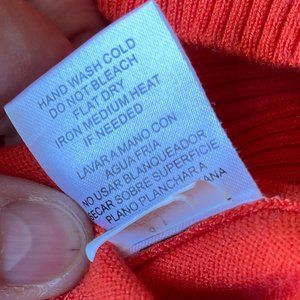 HAND WASH COLD
DO NOT BLEACH
FLAT DRY
IRON MEDIUM HEAT
IF NEEDED
LAVAR A MANO CON
AGUA FRIA
NO USAR BLANQUEADOR
SECAR SOBRE SUPERFICIE
PLANO PLANCHAR A